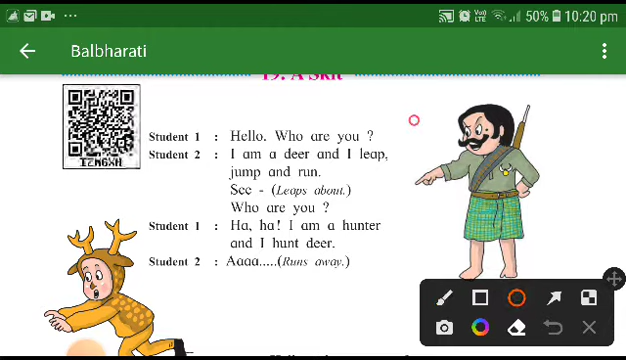 50% 10:20 pm
Balbharati
19. A Skit
Student 1 : Hello. Who are you ?
Student 2 : I am a deer and I leap,
jump and run.
See - (Leaps about.)
Who are you ?
Student 1 : Ha, ha! I am a hunter
and I hunt deer.
Student 2 : Aaaa.....(Runs away.)